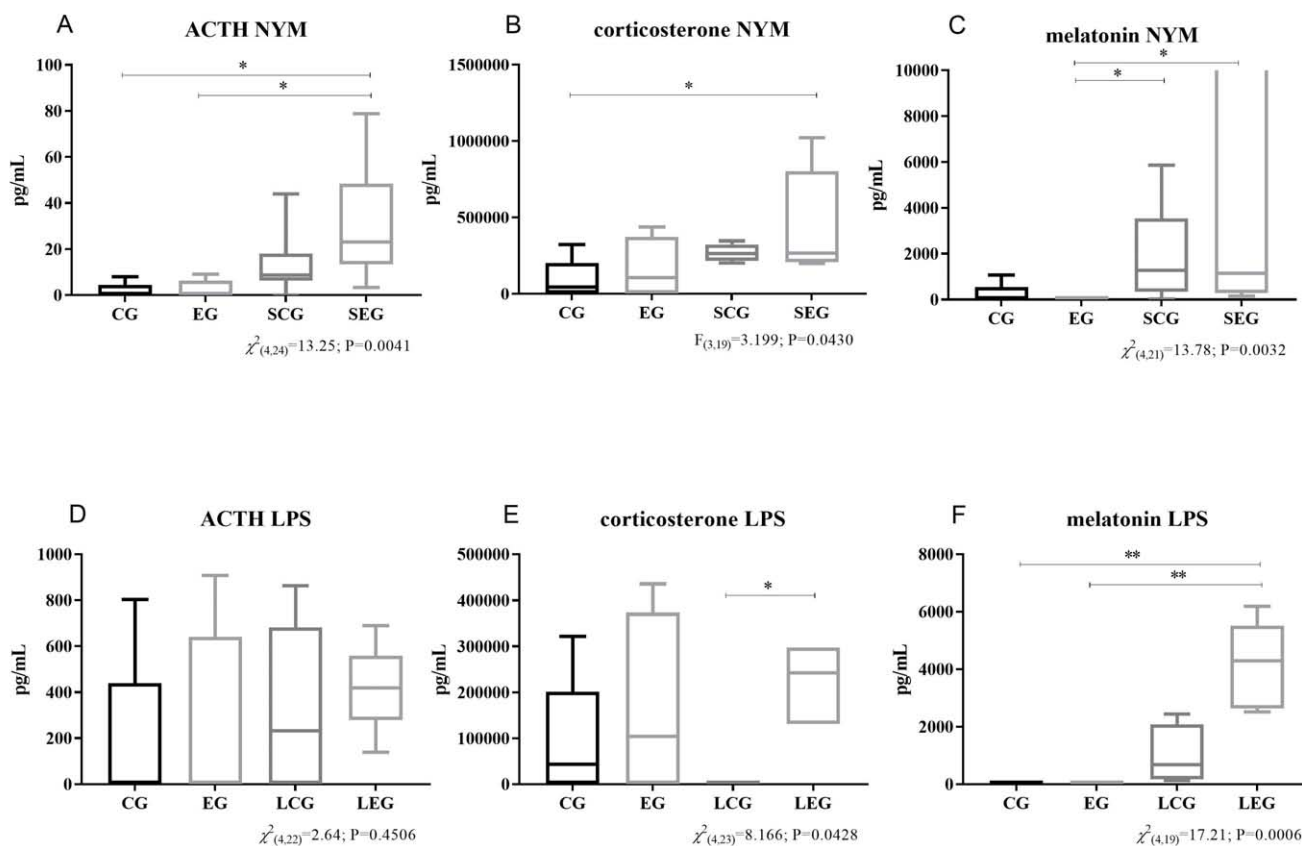 A
ACTH NYM
*
*
100
80
60
40
20
0
pg/mL
CG EG SCG SEG
χ²(4,24)=13.25; P=0.0041
B
corticosterone NYM
*
1500000
1000000
500000
0
pg/mL
CG EG SCG SEG
F(3,19)=3.199; P=0.0430
C
melatonin NYM
*
*
10000
8000
6000
4000
2000
0
pg/mL
CG EG SCG SEG
χ²(4,21)=13.78; P=0.0032
D
ACTH LPS
1000
800
600
400
200
0
pg/mL
CG EG LCG LEG
χ²(4,22)=2.64; P=0.4506
E
corticosterone LPS
*
500000
400000
300000
200000
100000
0
pg/mL
CG EG LCG LEG
χ²(4,23)=8.166; P=0.0428
F
melatonin LPS
**
**
8000
6000
4000
2000
0
pg/mL
CG EG LCG LEG
χ²(4,19)=17.21; P=0.0006